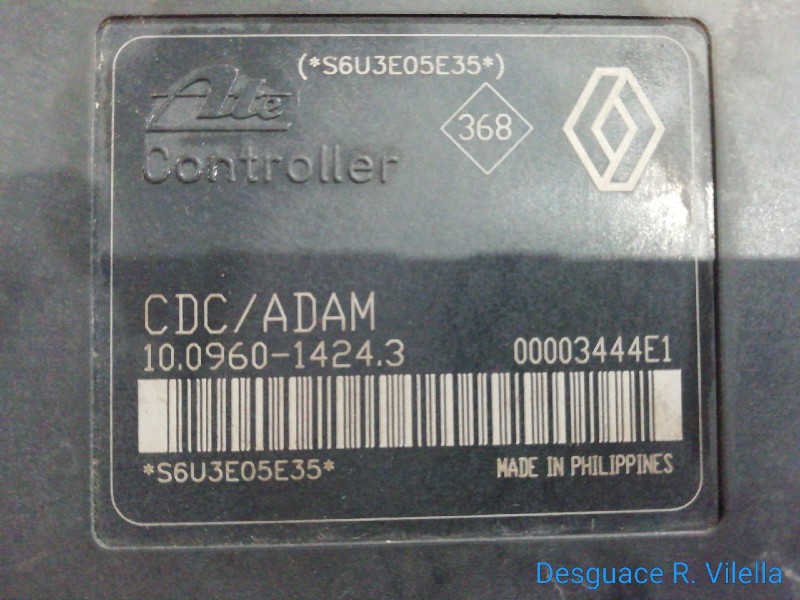 (*S6U3E05E35*)
Ate
Controller
368
CDC/ADAM
10.0960-1424.3 00003444E1
*S6U3E05E35* MADE IN PHILIPPINES
Desguace R. Vilella